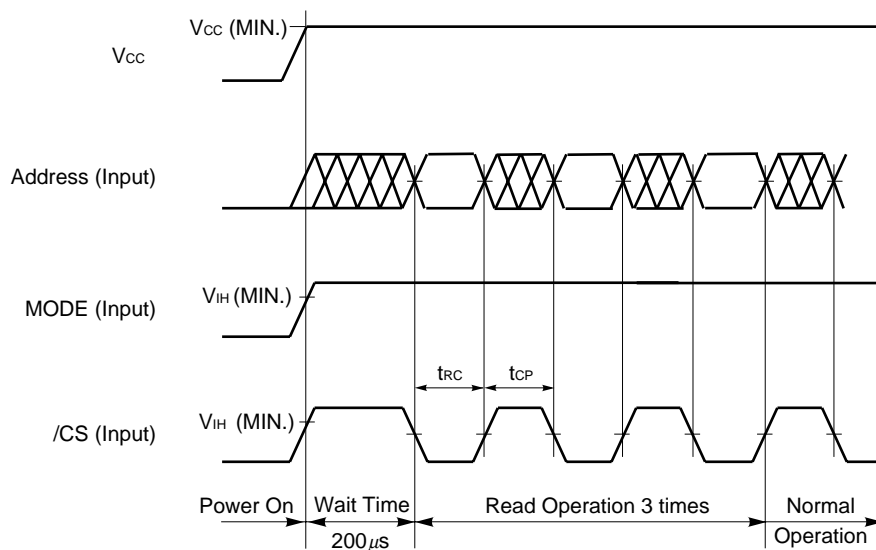 VCC (MIN.)
VCC
Address (Input)
VIH (MIN.)
MODE (Input)
tRC
tCP
VIH (MIN.)
/CS (Input)
Power On
Wait Time
Read Operation 3 times
Normal
200μs
Operation